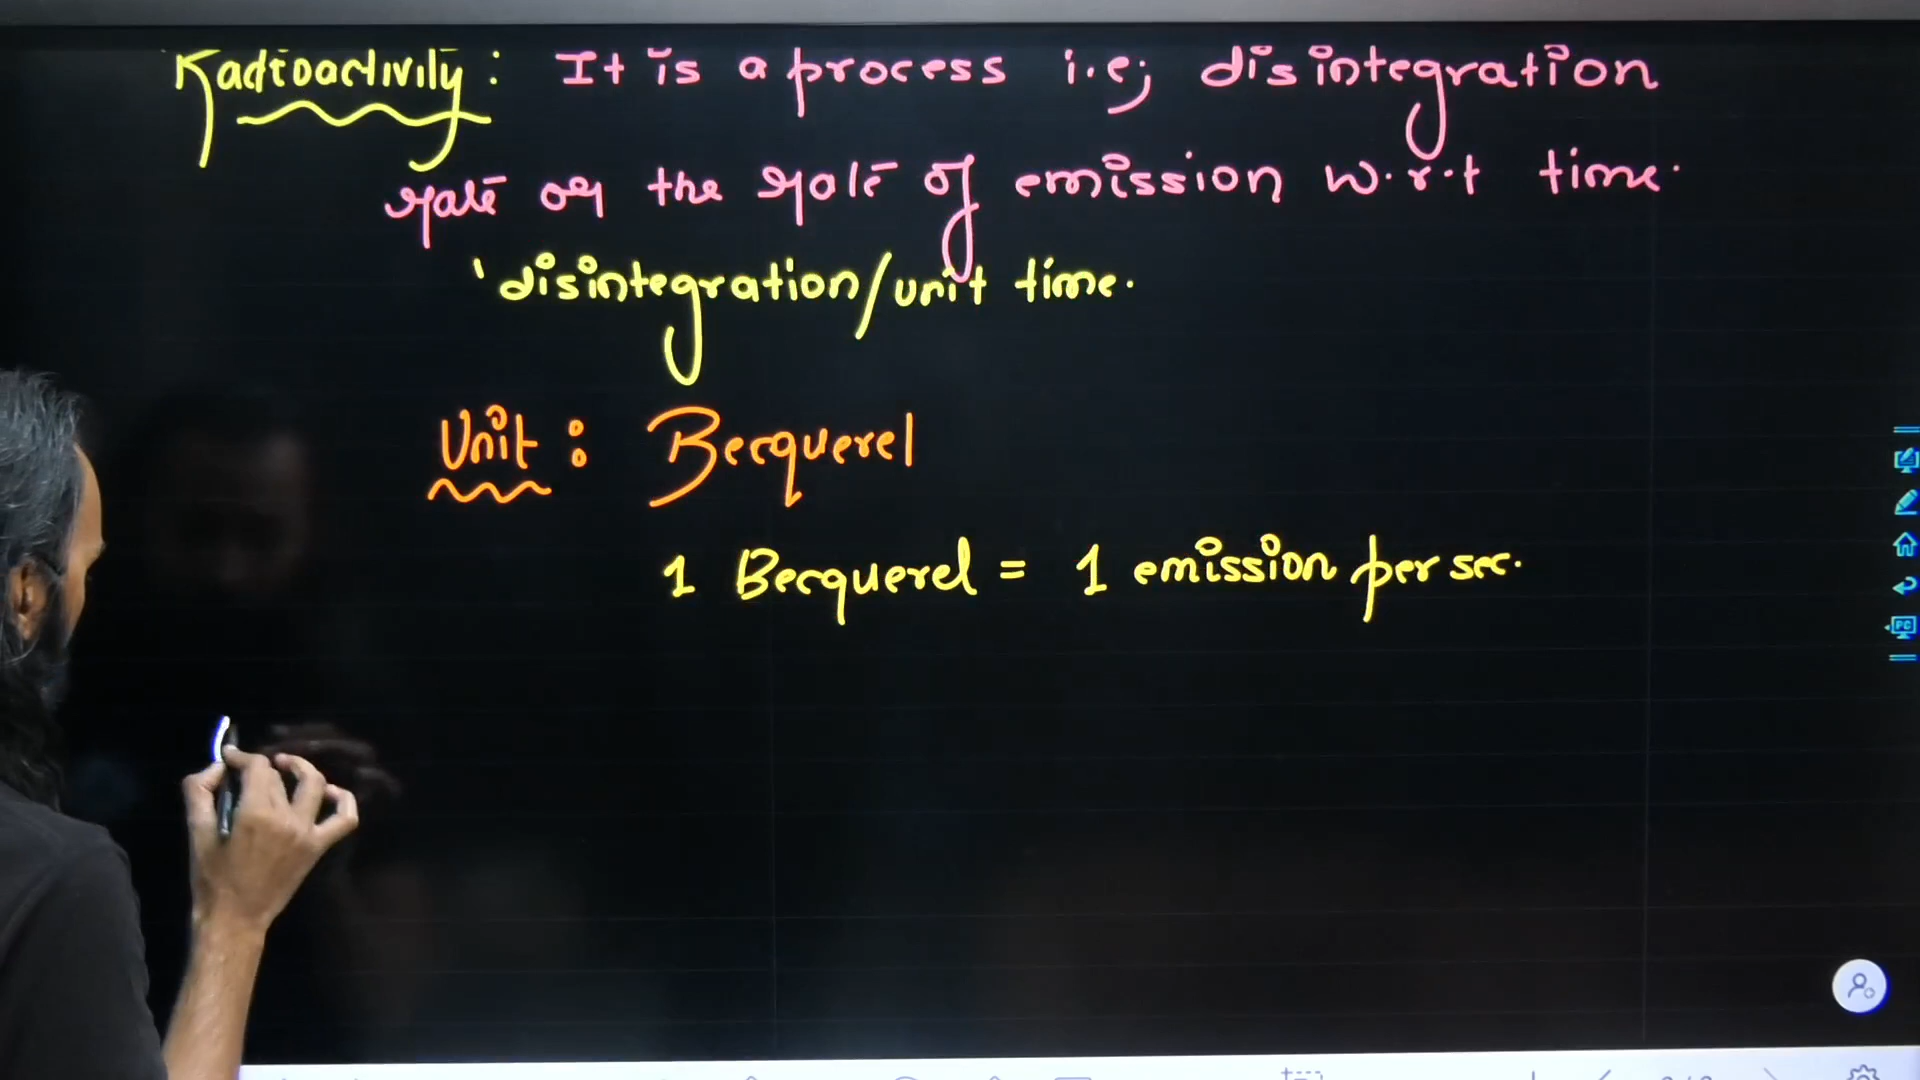 Radioactivity : It is a process i.e; disintegration
rate or the rate of emission w.r.t time.
'disintegration/unit time.
Unit : Becquerel
1 Becquerel = 1 emission per sec.
PC